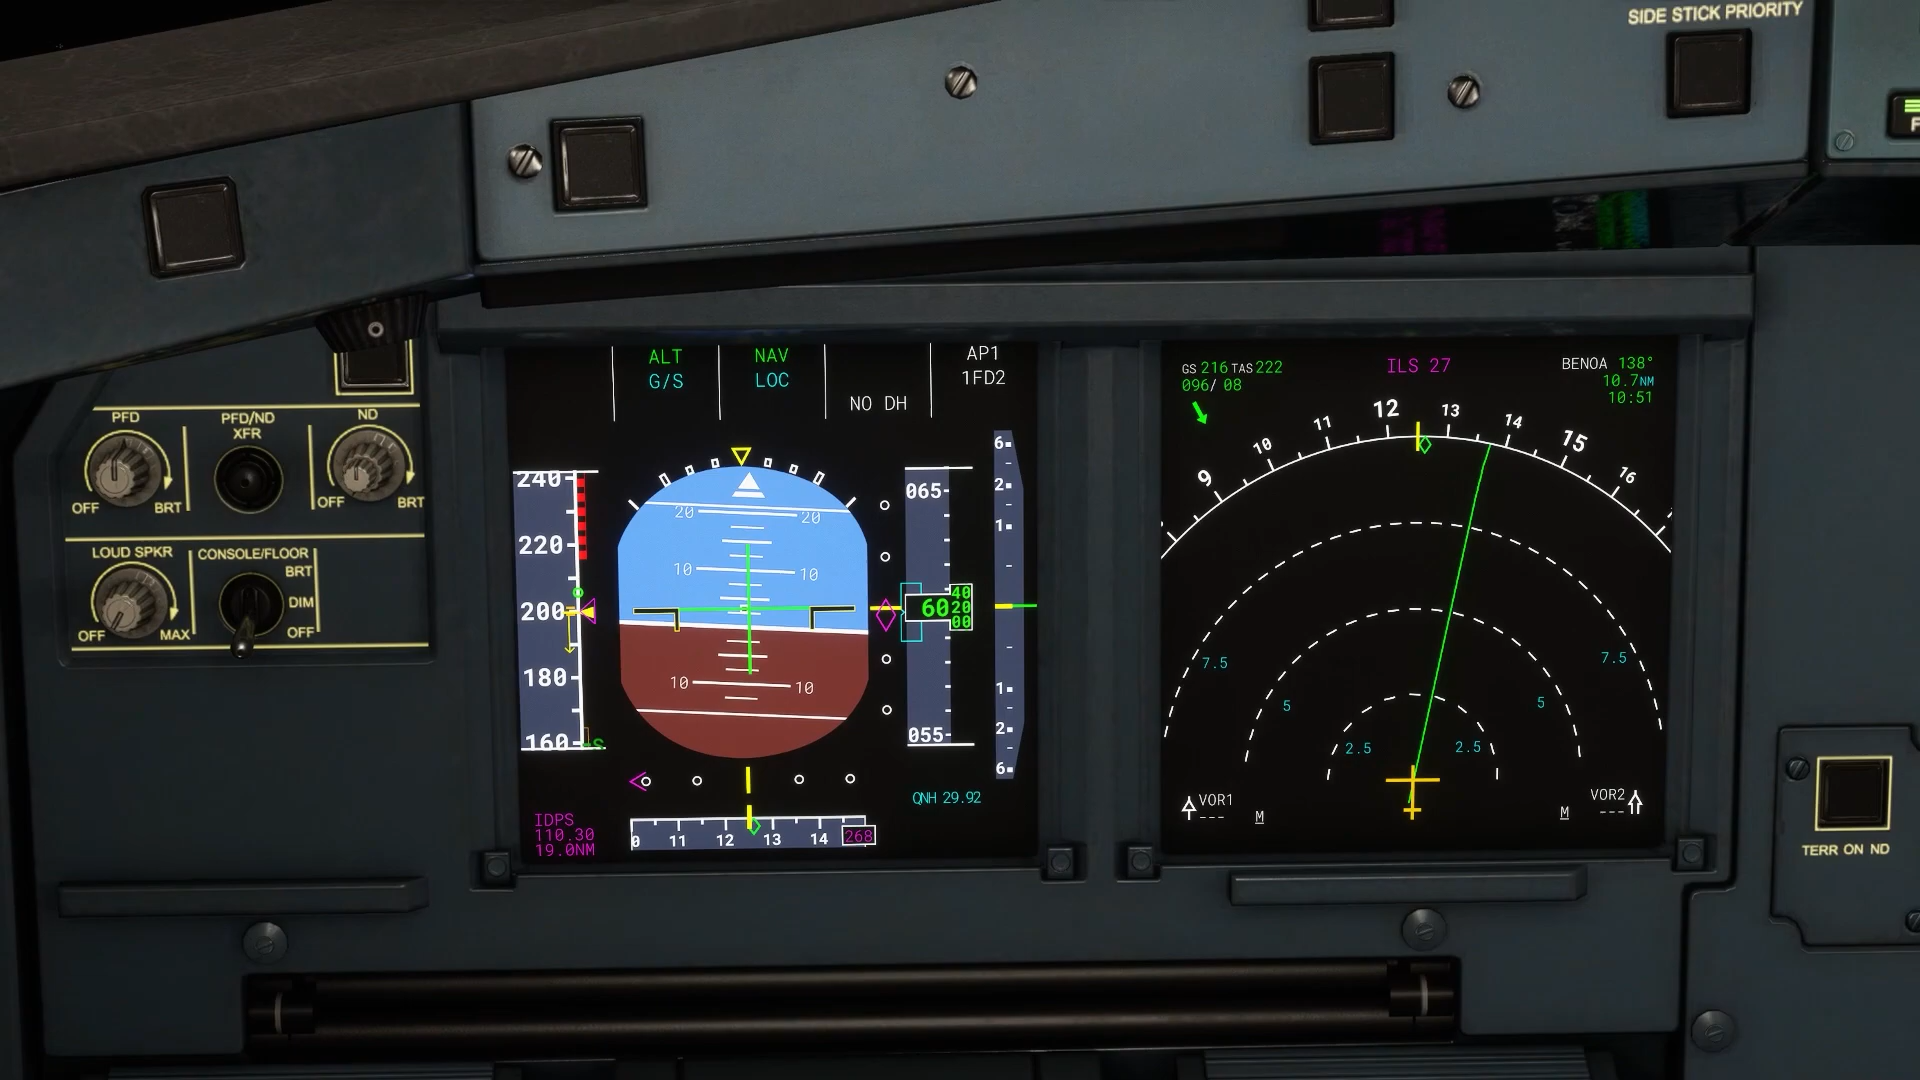 SIDE STICK PRIORITY
PFD
PFD/ND
XFR
ND
OFF
BRT
OFF
BRT
LOUD SPKR
CONSOLE/FLOOR
BRT
DIM
OFF
OFF
MAX
ALT
NAV
AP1
G/S
LOC
1FD2
NO DH
240
220
200
180
160
20
20
10
10
10
10
065
60
40
20
00
055
6
2
1
1
2
6
QNH 29.92
IDPS
110.30
19.0NM
0
11
12
13
14
268
GS 216 TAS 222
096/ 08
ILS 27
BENOA 138°
10.7NM
10:51
9
10
11
12
13
14
15
16
7.5
7.5
5
5
2.5
2.5
VOR1
---
M
M
VOR2
---
TERR ON ND